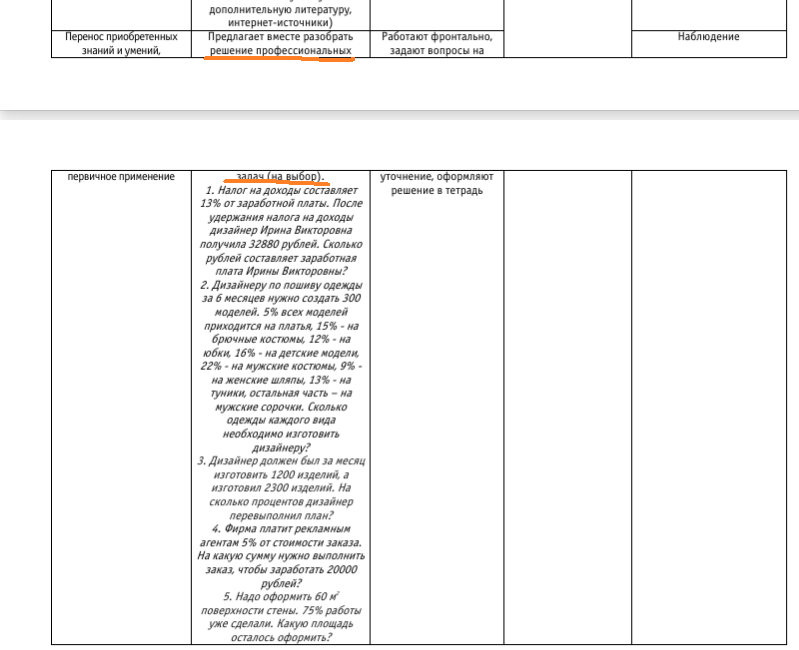 дополнительную литературу,
интернет-источники)
Перенос приобретенных
знаний и умений,
Предлагает вместе разобрать
решение профессиональных
Работают фронтально,
задают вопросы на
Наблюдение
первичное применение
задач (на выбор).
1. Налог на доходы составляет
13% от заработной платы. После
удержания налога на доходы
дизайнер Ирина Викторовна
получила 32880 рублей. Сколько
рублей составляет заработная
плата Ирины Викторовны?
2. Дизайнеру по пошиву одежды
за 6 месяцев нужно создать 300
моделей. 5% всех моделей
приходится на платья, 15% - на
брючные костюмы, 12% - на
юбки, 16% - на детские модели,
22% - на мужские костюмы, 9% -
на женские шляпы, 13% - на
туники, остальная часть – на
мужские сорочки. Сколько
одежды каждого вида
необходимо изготовить
дизайнеру?
3. Дизайнер должен был за месяц
изготовить 1200 изделий, а
изготовил 2300 изделий. На
сколько процентов дизайнер
перевыполнил план?
4. Фирма платит рекламным
агентам 5% от стоимости заказа.
На какую сумму нужно выполнить
заказ, чтобы заработать 20000
рублей?
5. Надо оформить 60 м²
поверхности стены. 75% работы
уже сделали. Какую площадь
осталось оформить?
уточнение, оформляют
решение в тетрадь